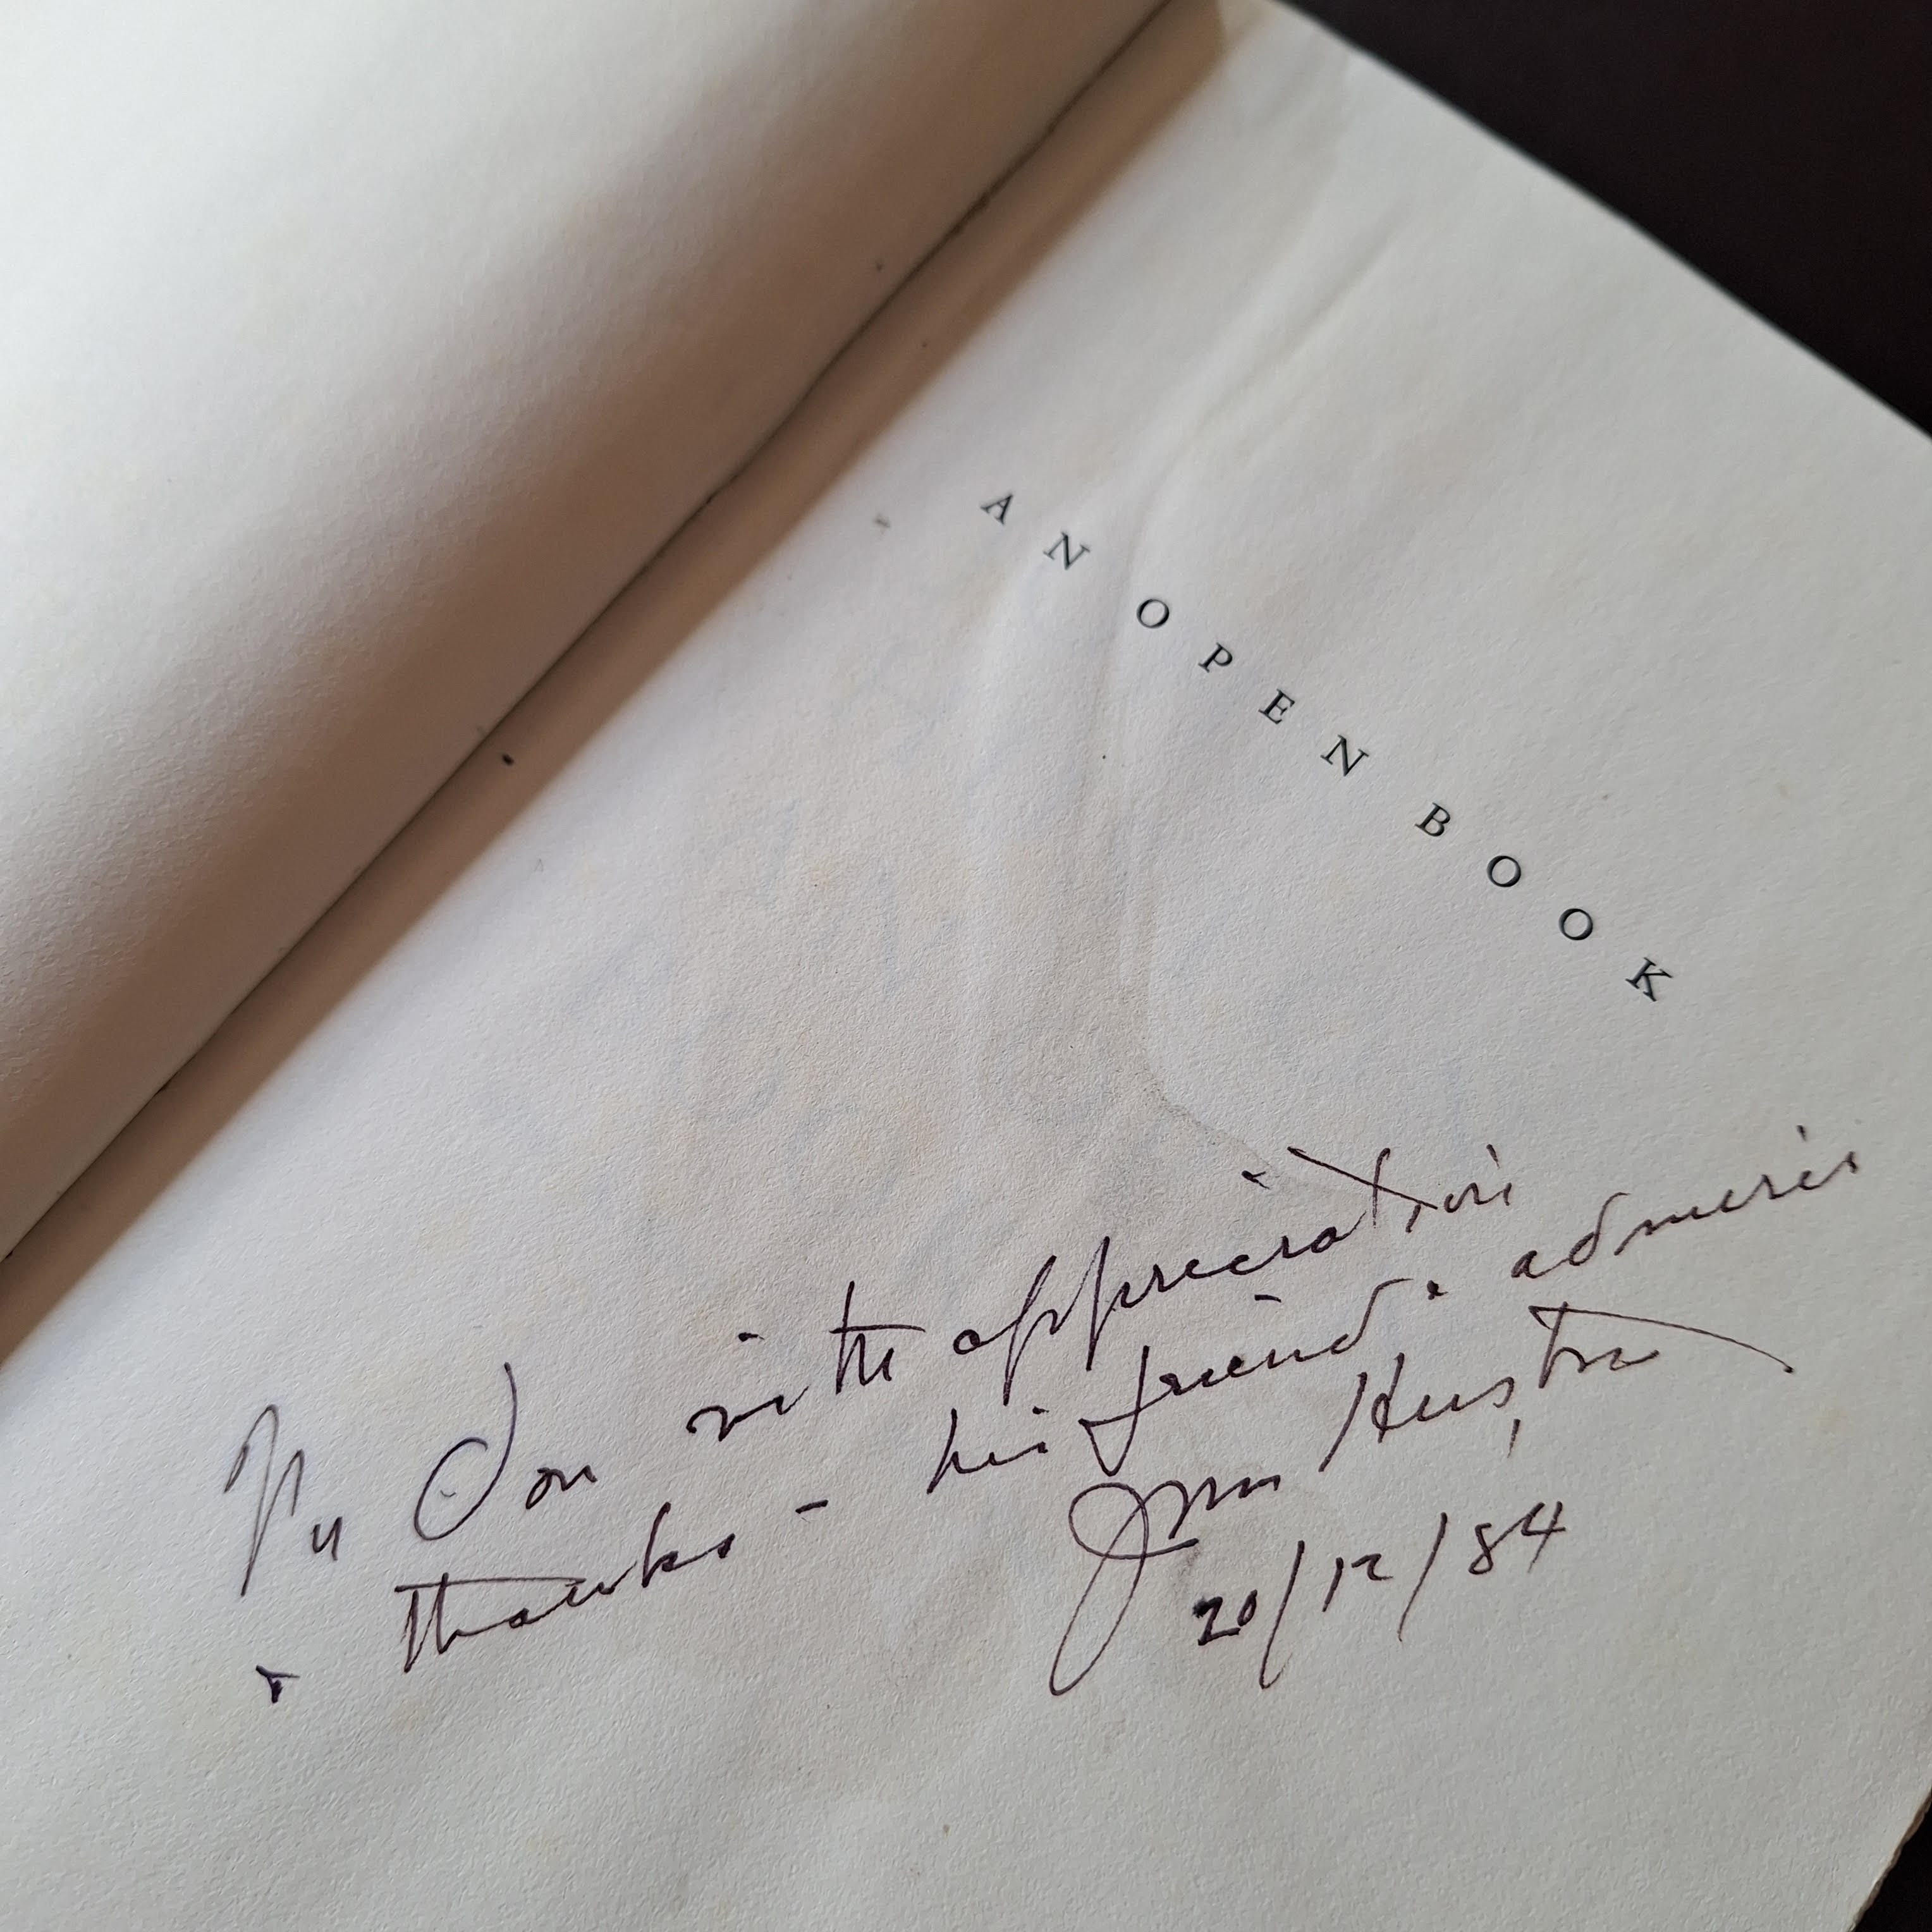 AN OPEN BOOK
To Don with appreciation
+ thanks - his friend + admirer
John Huston
20/12/84